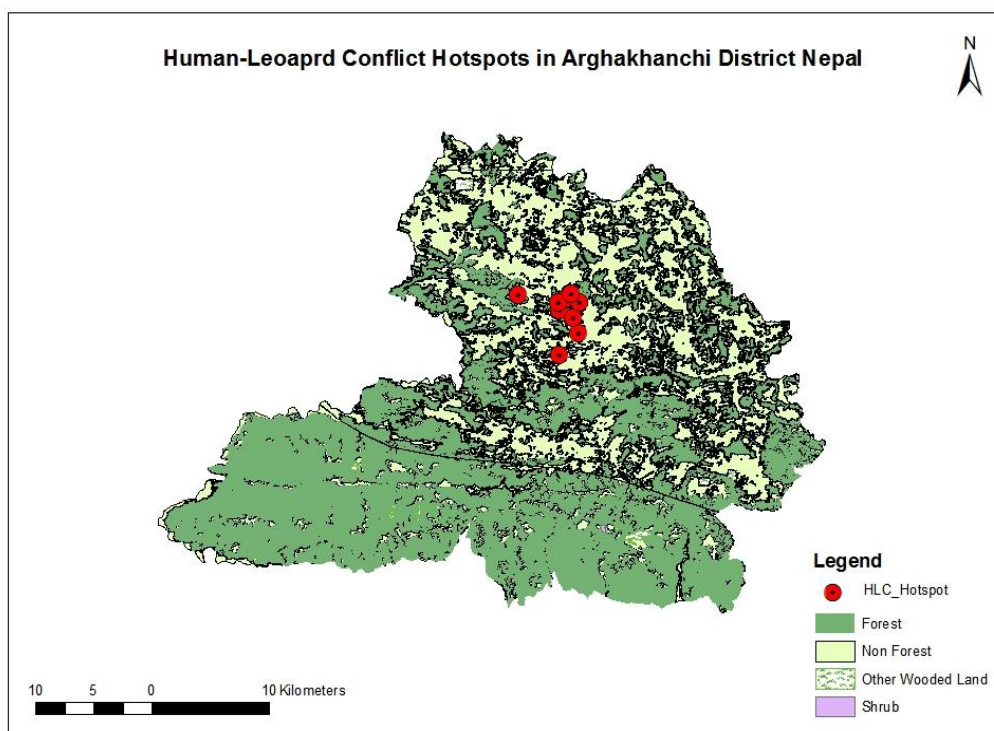 Human-Leoaprd Conflict Hotspots in Arghakhanchi District Nepal
N
Legend
HLC_Hotspot
Forest
Non Forest
Other Wooded Land
Shrub
10 5 0 10 Kilometers